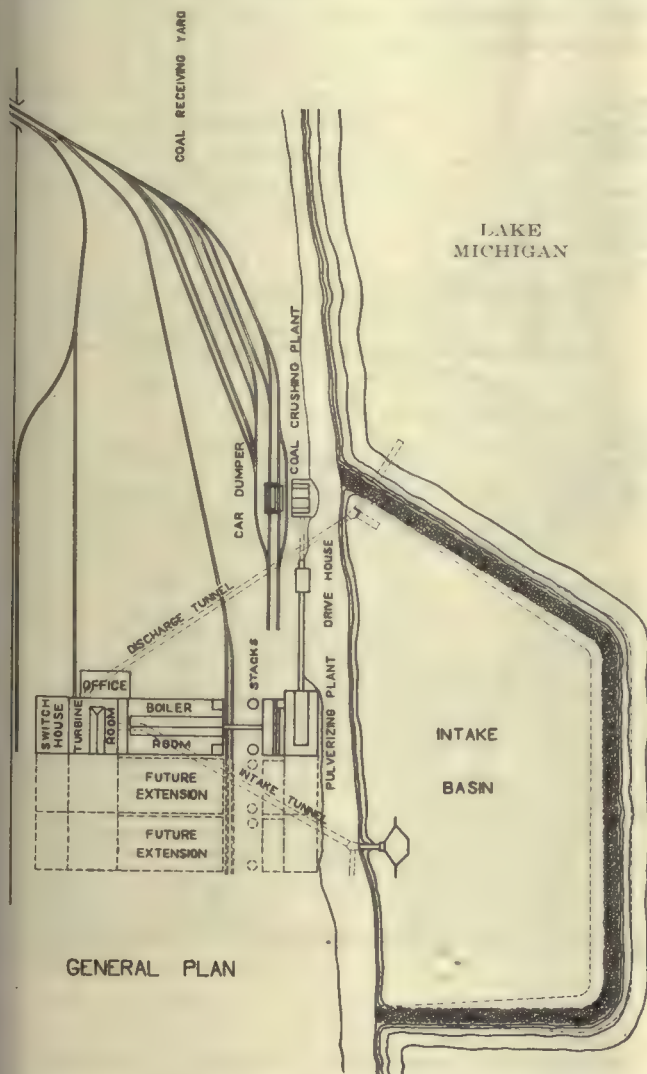 COAL RECEIVING YARD
LAKE
MICHIGAN
CAR DUMPER
COAL CRUSHING PLANT
DISCHARGE TUNNEL
DRIVE HOUSE
PULVERIZING PLANT
STACKS
OFFICE
SWITCH
HOUSE
TURBINE
ROOM
BOILER
ROOM
FUTURE
EXTENSION
FUTURE
EXTENSION
INTAKE TUNNEL
INTAKE
BASIN
GENERAL PLAN